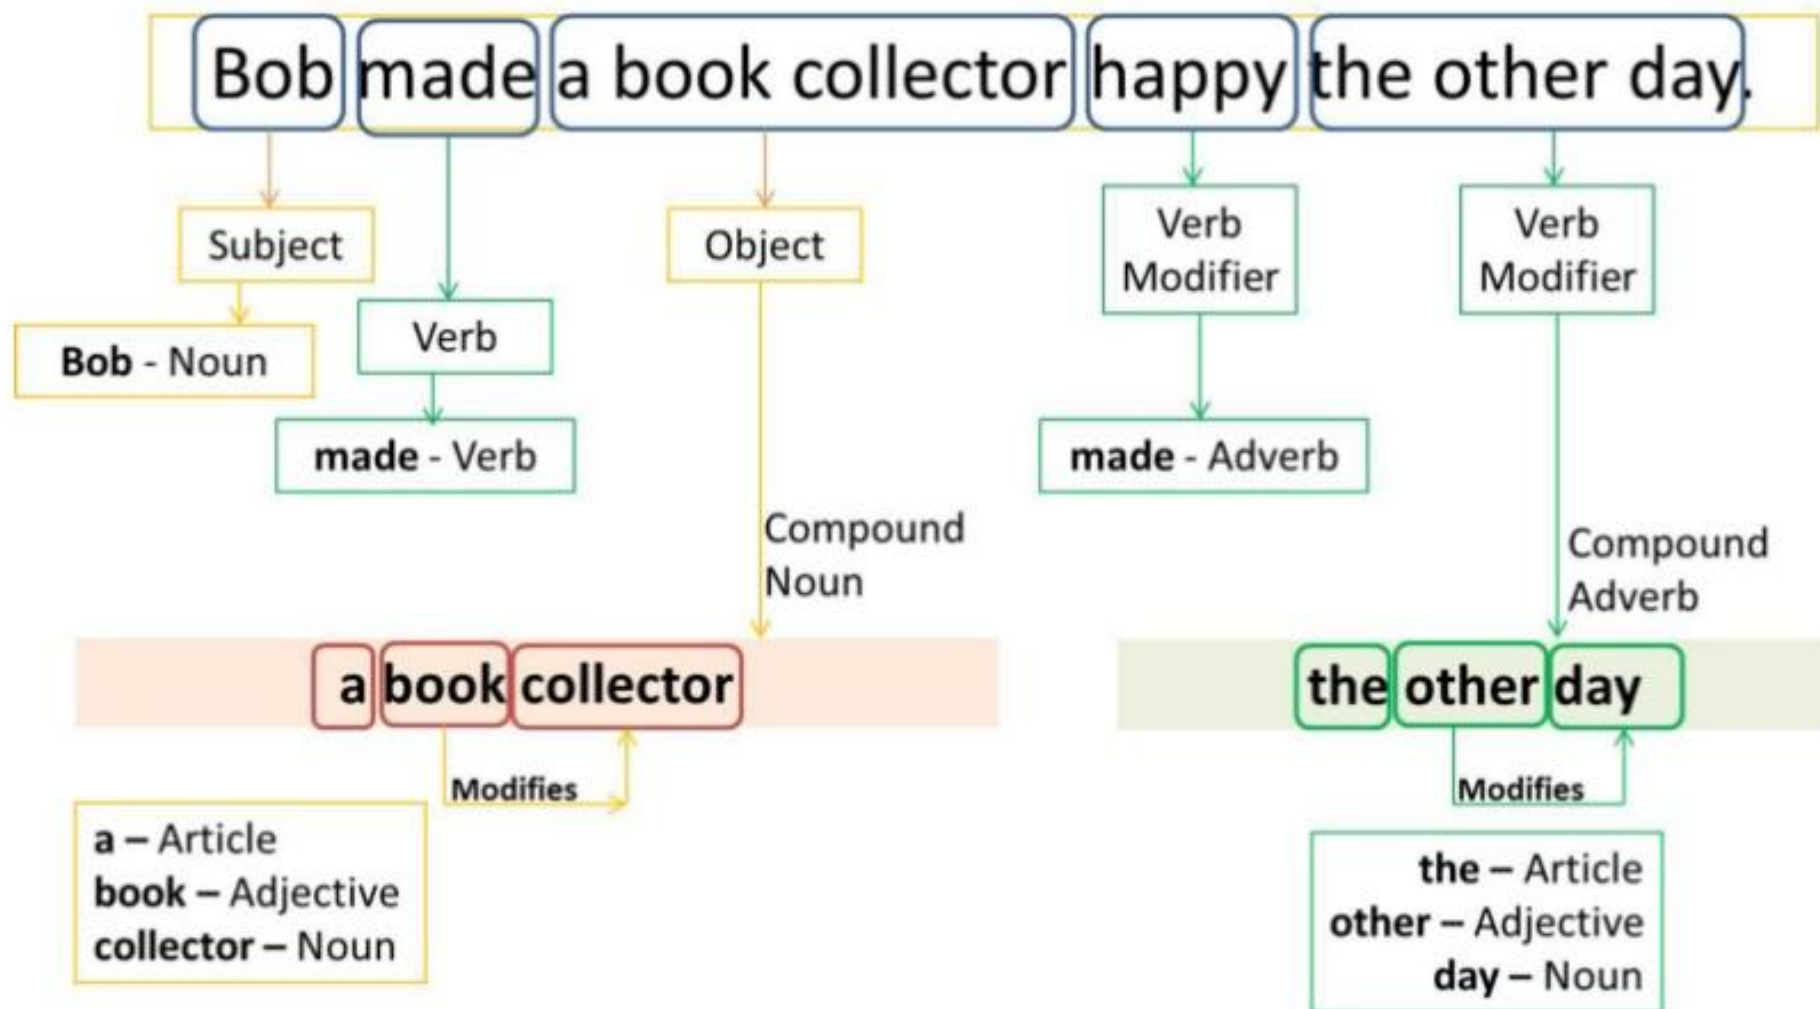 Bob made a book collector happy the other day.
Subject
Object
Verb
Modifier
Verb
Modifier
Bob - Noun
Verb
made - Verb
made - Adverb
Compound
Noun
Compound
Adverb
a book collector
the other day
Modifies
Modifies
a – Article
book – Adjective
collector – Noun
the – Article
other – Adjective
day – Noun